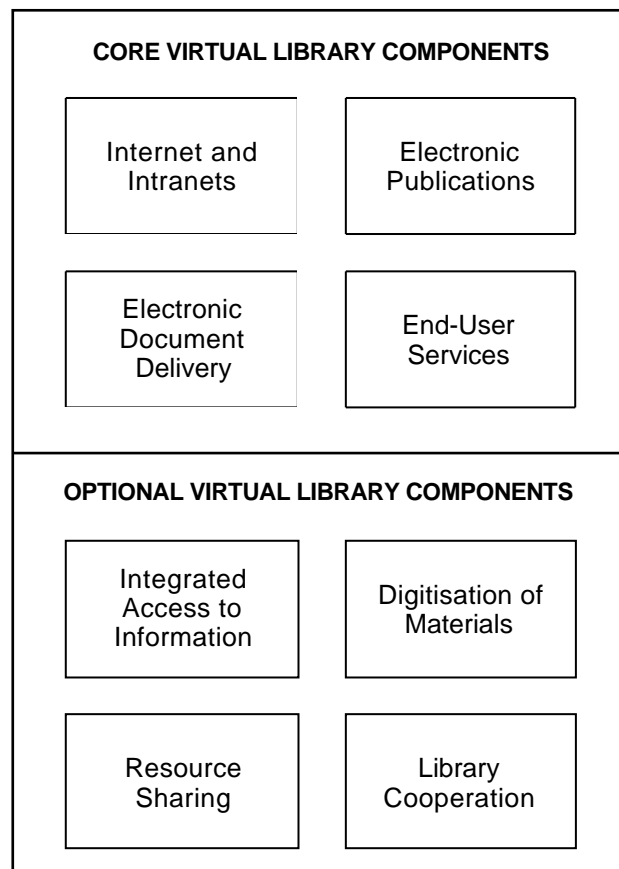 CORE VIRTUAL LIBRARY COMPONENTS
Internet and
Intranets
Electronic
Publications
Electronic
Document
Delivery
End-User
Services
OPTIONAL VIRTUAL LIBRARY COMPONENTS
Integrated
Access to
Information
Digitisation of
Materials
Resource
Sharing
Library
Cooperation